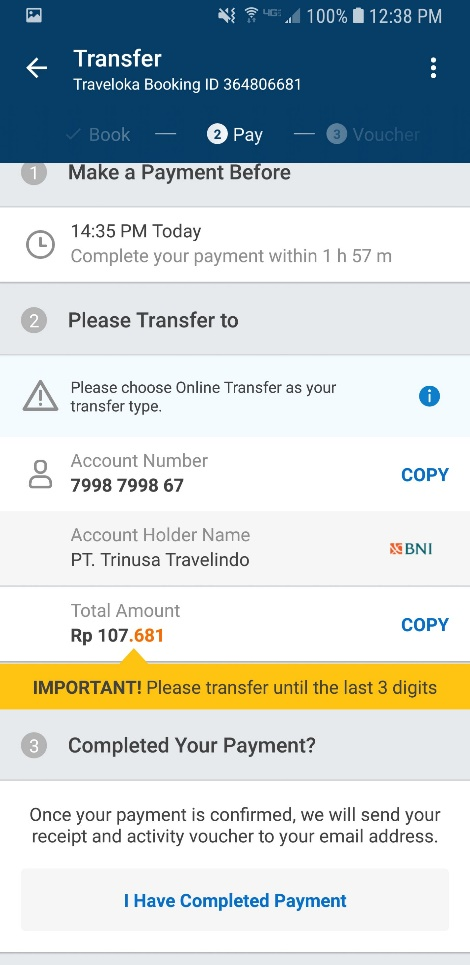 4GE 100% 12:38 PM
Transfer
Traveloka Booking ID 364806681
Book 2 Pay 3 Voucher
1 Make a Payment Before
14:35 PM Today
Complete your payment within 1 h 57 m
2 Please Transfer to
Please choose Online Transfer as your
transfer type.
Account Number
7998 7998 67
COPY
Account Holder Name
PT. Trinusa Travelindo
BNI
Total Amount
Rp 107.681
COPY
IMPORTANT! Please transfer until the last 3 digits
3 Completed Your Payment?
Once your payment is confirmed, we will send your
receipt and activity voucher to your email address.
I Have Completed Payment